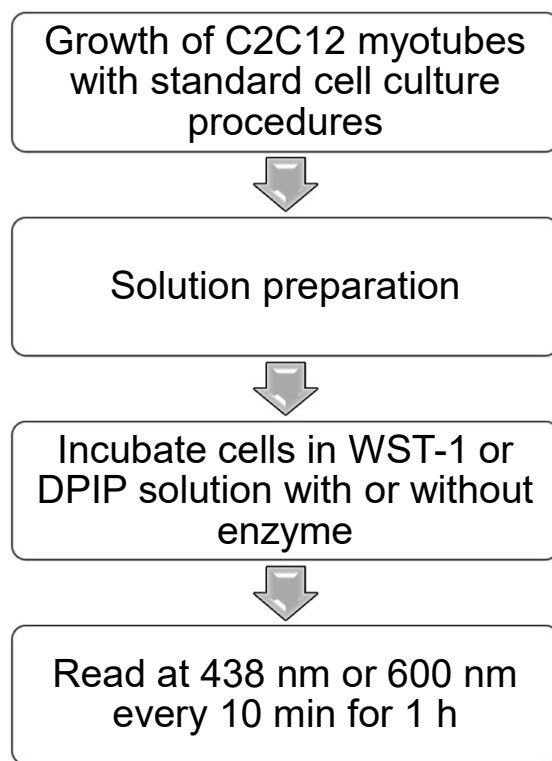 Growth of C2C12 myotubes
with standard cell culture
procedures
Solution preparation
Incubate cells in WST-1 or
DPIP solution with or without
enzyme
Read at 438 nm or 600 nm
every 10 min for 1 h